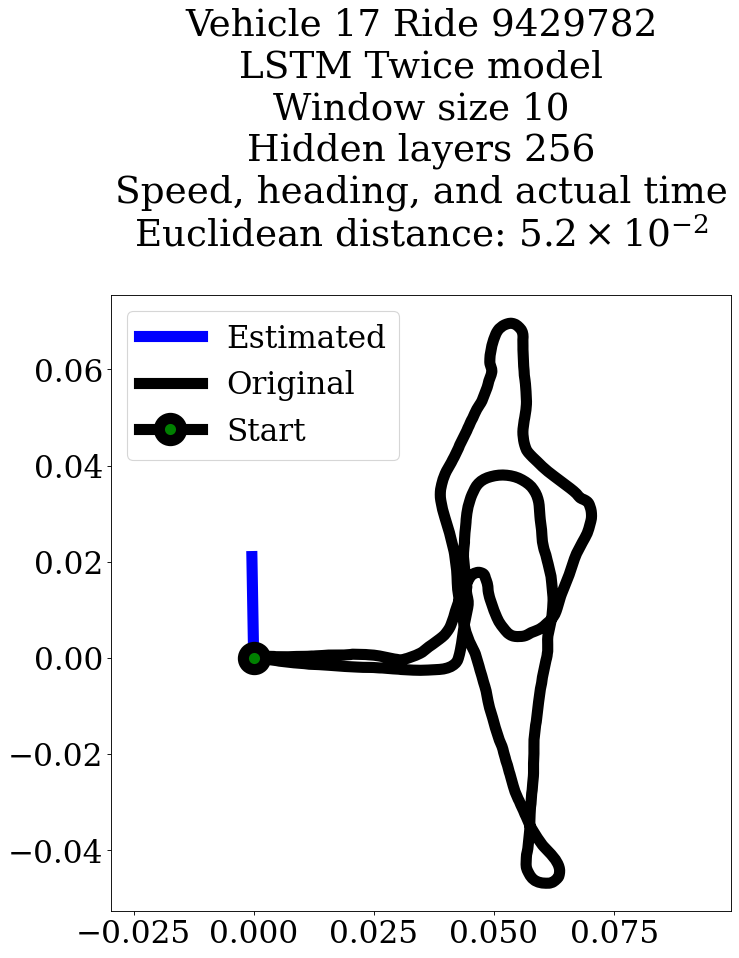 Vehicle 17 Ride 9429782
LSTM Twice model
Window size 10
Hidden layers 256
Speed, heading, and actual time
Euclidean distance: 5.2 × 10⁻²
Estimated
Original
Start
0.06
0.04
0.02
0.00
−0.02
−0.04
−0.025 0.000 0.025 0.050 0.075